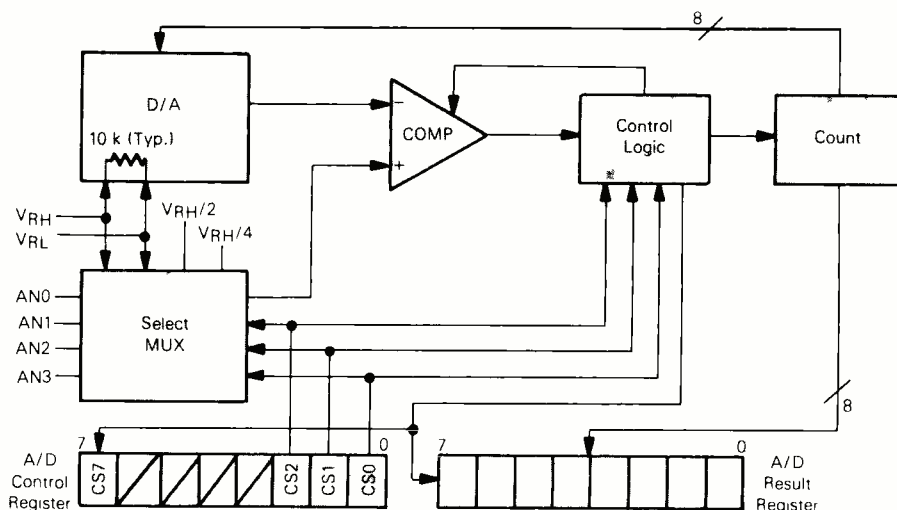 8
D/A
10 k (Typ.)
COMP
−
+
Control
Logic
Count
VRH
VRL
VRH/2
VRH/4
AN0
AN1
AN2
AN3
Select
MUX
8
A/D
Control
Register
7
0
CS7
CS2
CS1
CS0
7
0
A/D
Result
Register